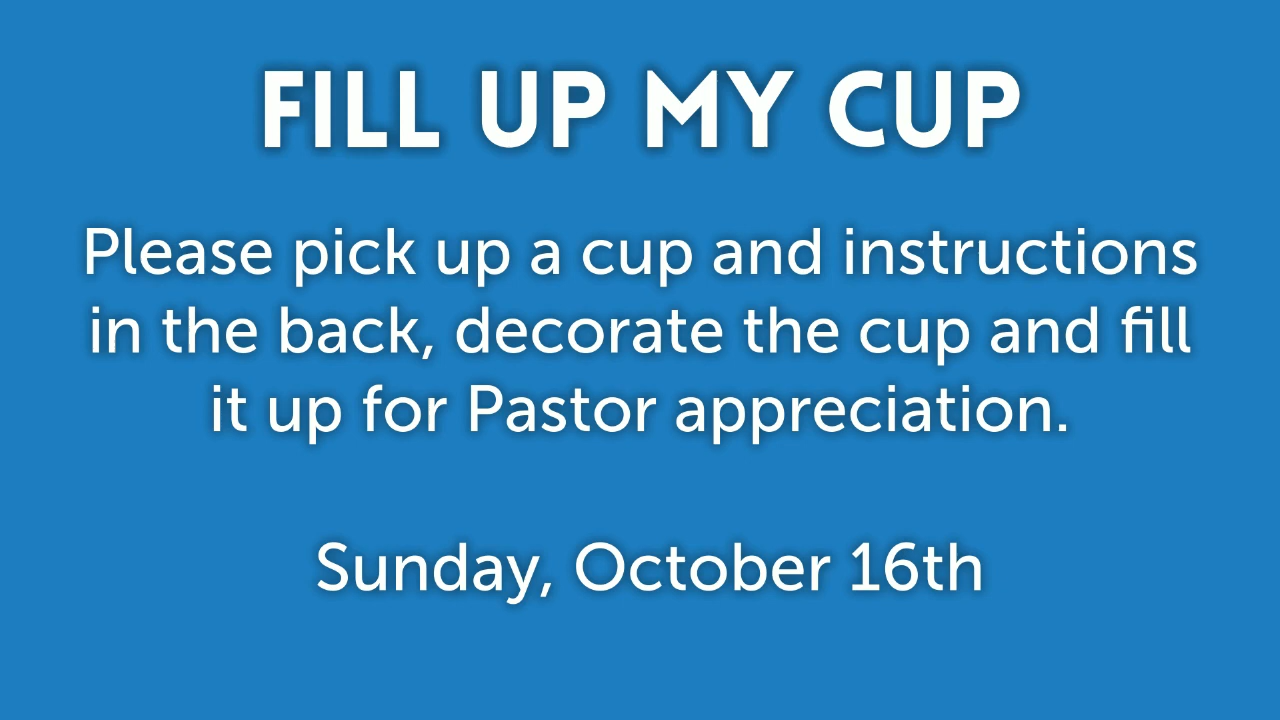 FILL UP MY CUP
Please pick up a cup and instructions
in the back, decorate the cup and fill
it up for Pastor appreciation.
Sunday, October 16th